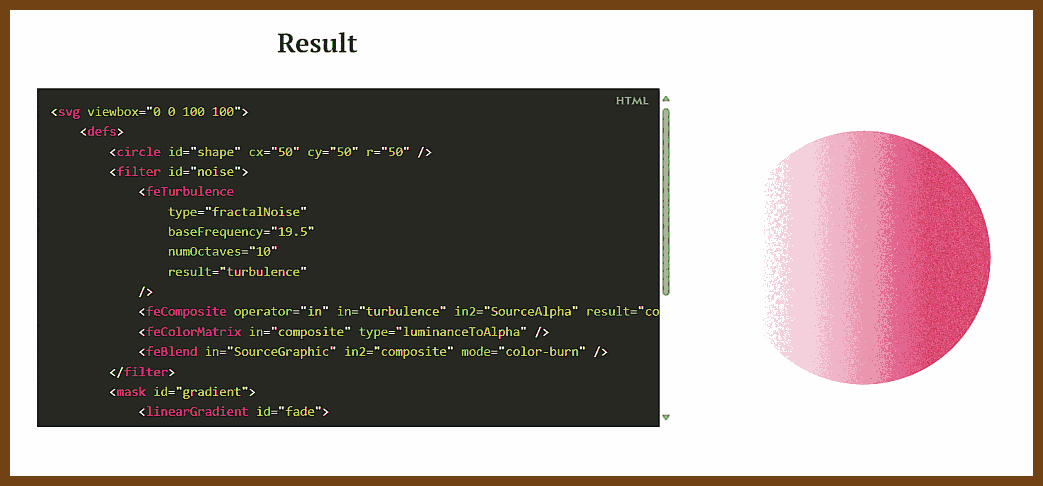 Result
HTML
<svg viewbox="0 0 100 100">
<defs>
<circle id="shape" cx="50" cy="50" r="50" />
<filter id="noise">
<feTurbulence
type="fractalNoise"
baseFrequency="19.5"
numOctaves="10"
result="turbulence"
/>
<feComposite operator="in" in="turbulence" in2="SourceAlpha" result="co
<feColorMatrix in="composite" type="luminanceToAlpha" />
<feBlend in="SourceGraphic" in2="composite" mode="color-burn" />
</filter>
<mask id="gradient">
<linearGradient id="fade">